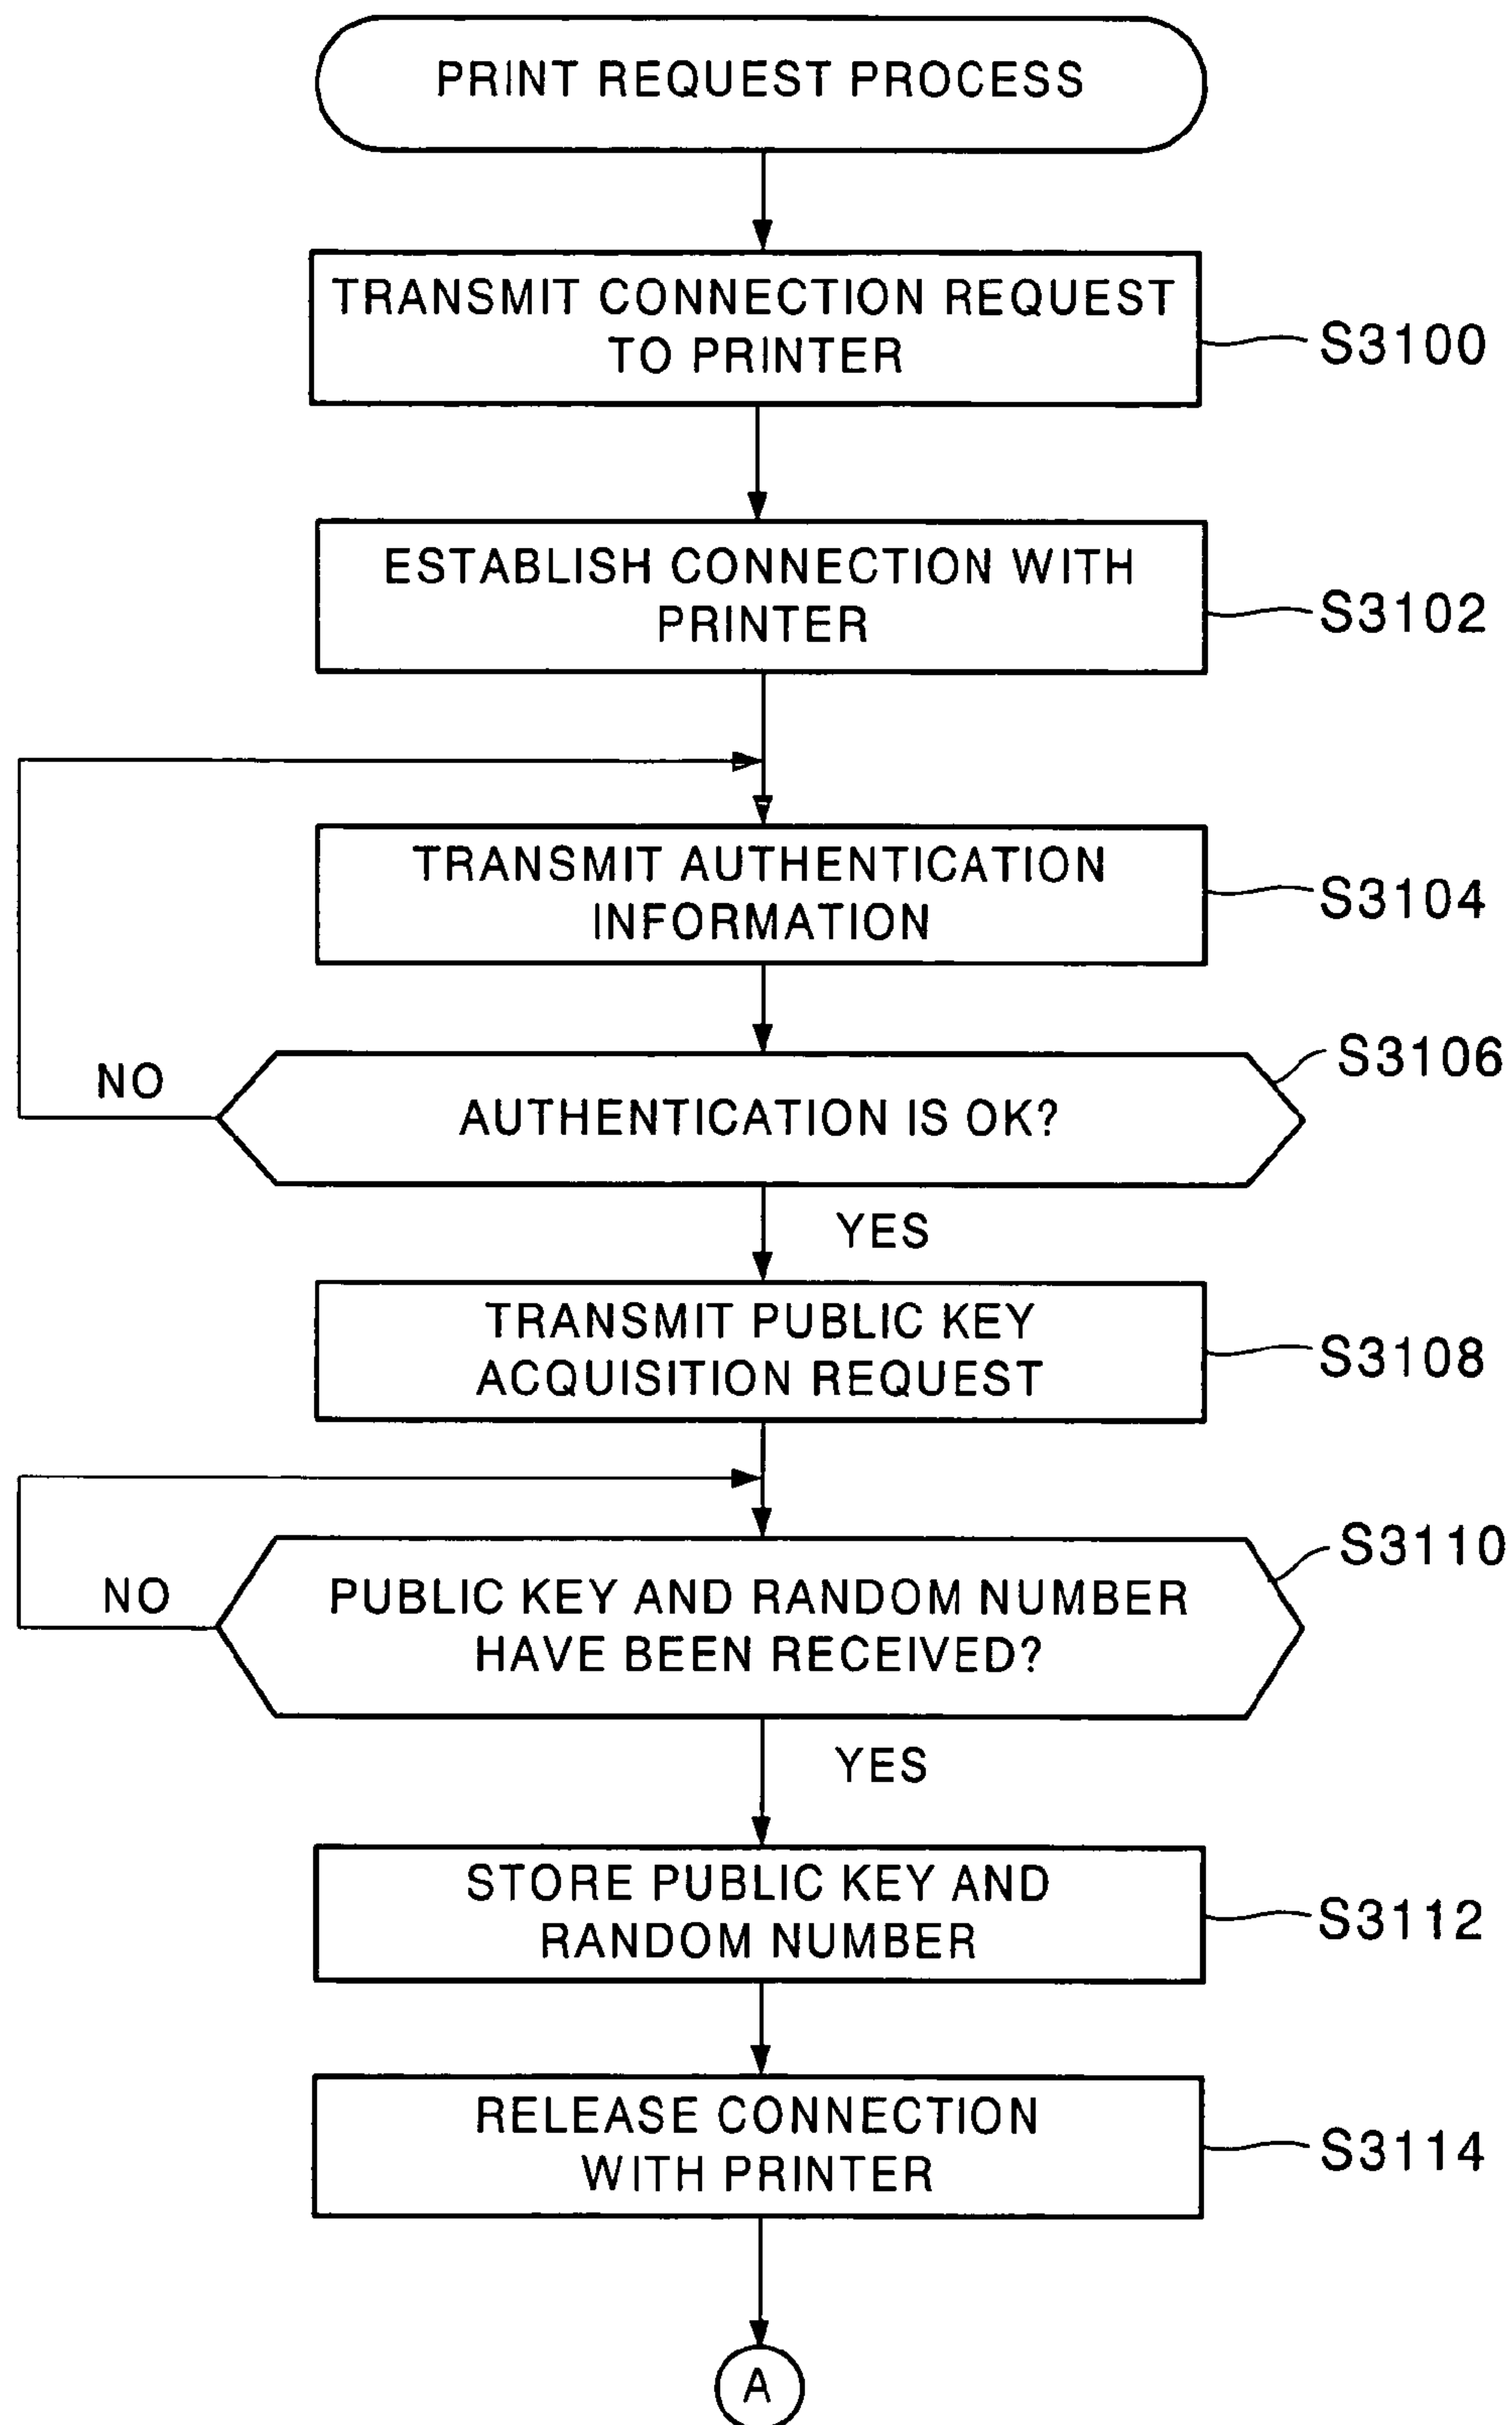 PRINT REQUEST PROCESS
TRANSMIT CONNECTION REQUEST
TO PRINTER
S3100
ESTABLISH CONNECTION WITH
PRINTER
S3102
TRANSMIT AUTHENTICATION
INFORMATION
S3104
S3106
NO
AUTHENTICATION IS OK?
YES
TRANSMIT PUBLIC KEY
ACQUISITION REQUEST
S3108
S3110
NO
PUBLIC KEY AND RANDOM NUMBER
HAVE BEEN RECEIVED?
YES
STORE PUBLIC KEY AND
RANDOM NUMBER
S3112
RELEASE CONNECTION
WITH PRINTER
S3114
A